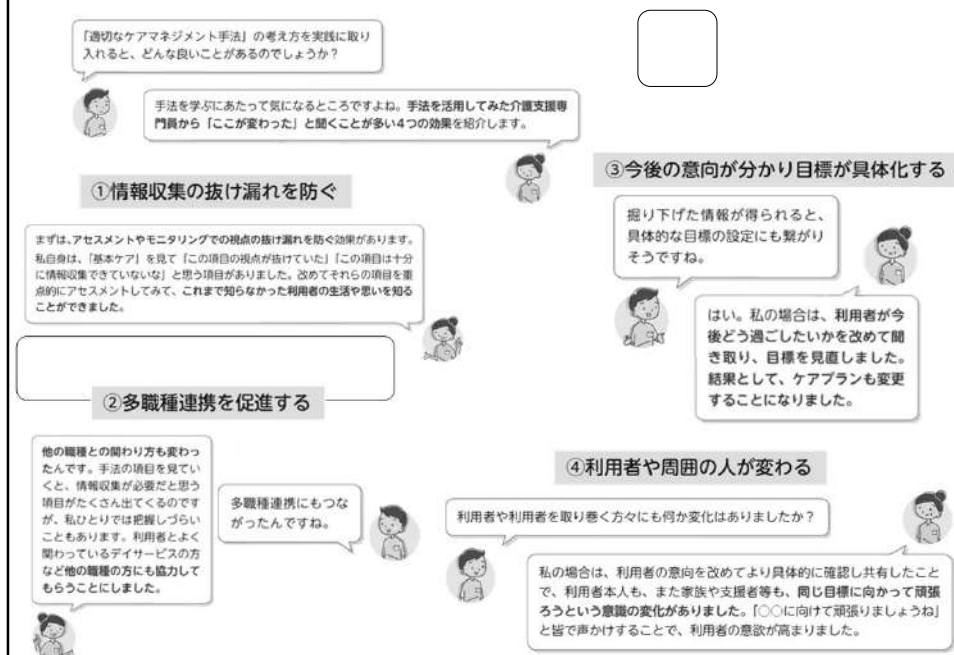 「適切なケアマネジメント手法」の考え方を実践に取り
入れると、どんな良いことがあるのでしょうか？
手法を学ぶにあたって気になるところですよね。手法を活用してみた介護支援専
門員から「ここが変わった」と聞くことが多い4つの効果を紹介します。
①情報収集の抜け漏れを防ぐ
まずは、アセスメントやモニタリングでの視点の抜け漏れを防ぐ効果があります。
私自身は、「基本ケア」を見て「この項目の視点が抜けていた」「この項目は十分
に情報収集できていないな」と思う項目がありました。改めてそれらの項目を重
点的にアセスメントしてみて、これまで知らなかった利用者の生活や思いを知る
ことができました。
②多職種連携を促進する
他の職種との関わり方も変わっ
たんです。手法の項目を見てい
くと、情報収集が必要だと思う
項目がたくさん出てくるのです
が、私ひとりでは把握しづらい
こともあります。利用者とよく
関わっているデイサービスの方
など他の職種の方にも協力して
もらうことにしました。
多職種連携にもつな
がったんですね。
③今後の意向が分かり目標が具体化する
掘り下げた情報が得られると、
具体的な目標の設定にも繋がり
そうですね。
はい。私の場合は、利用者が今
後どう過ごしたいかを改めて聞
き取り、目標を見直しました。
結果として、ケアプランも変更
することになりました。
④利用者や周囲の人が変わる
利用者や利用者を取り巻く方々にも何か変化はありましたか？
私の場合は、利用者の意向を改めてより具体的に確認し共有したこと
で、利用者本人も、また家族や支援者等も、同じ目標に向かって頑張
ろうという意識の変化がありました。「○○に向けて頑張りましょうね」
と皆で声かけすることで、利用者の意欲が高まりました。